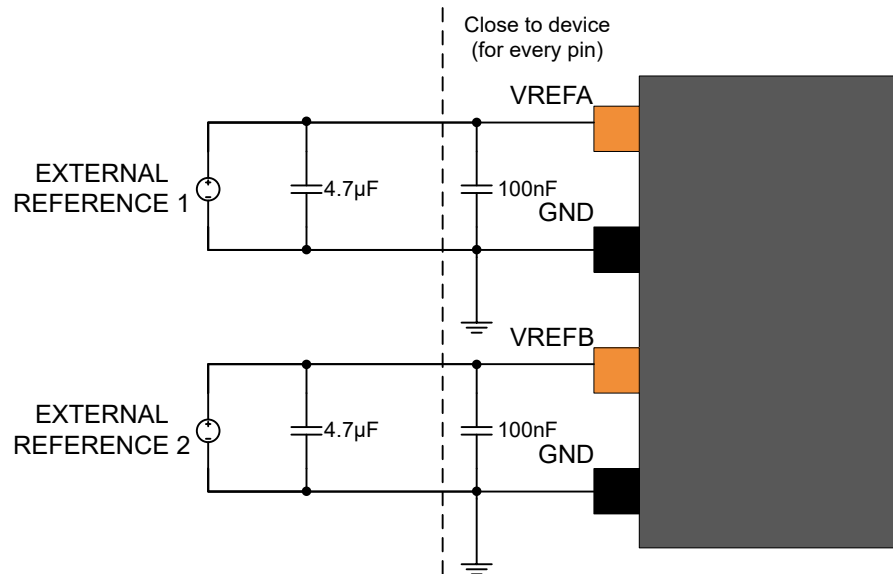 Close to device
(for every pin)
VREFA
EXTERNAL
REFERENCE 1
4.7µF
100nF
GND
VREFB
EXTERNAL
REFERENCE 2
4.7µF
100nF
GND